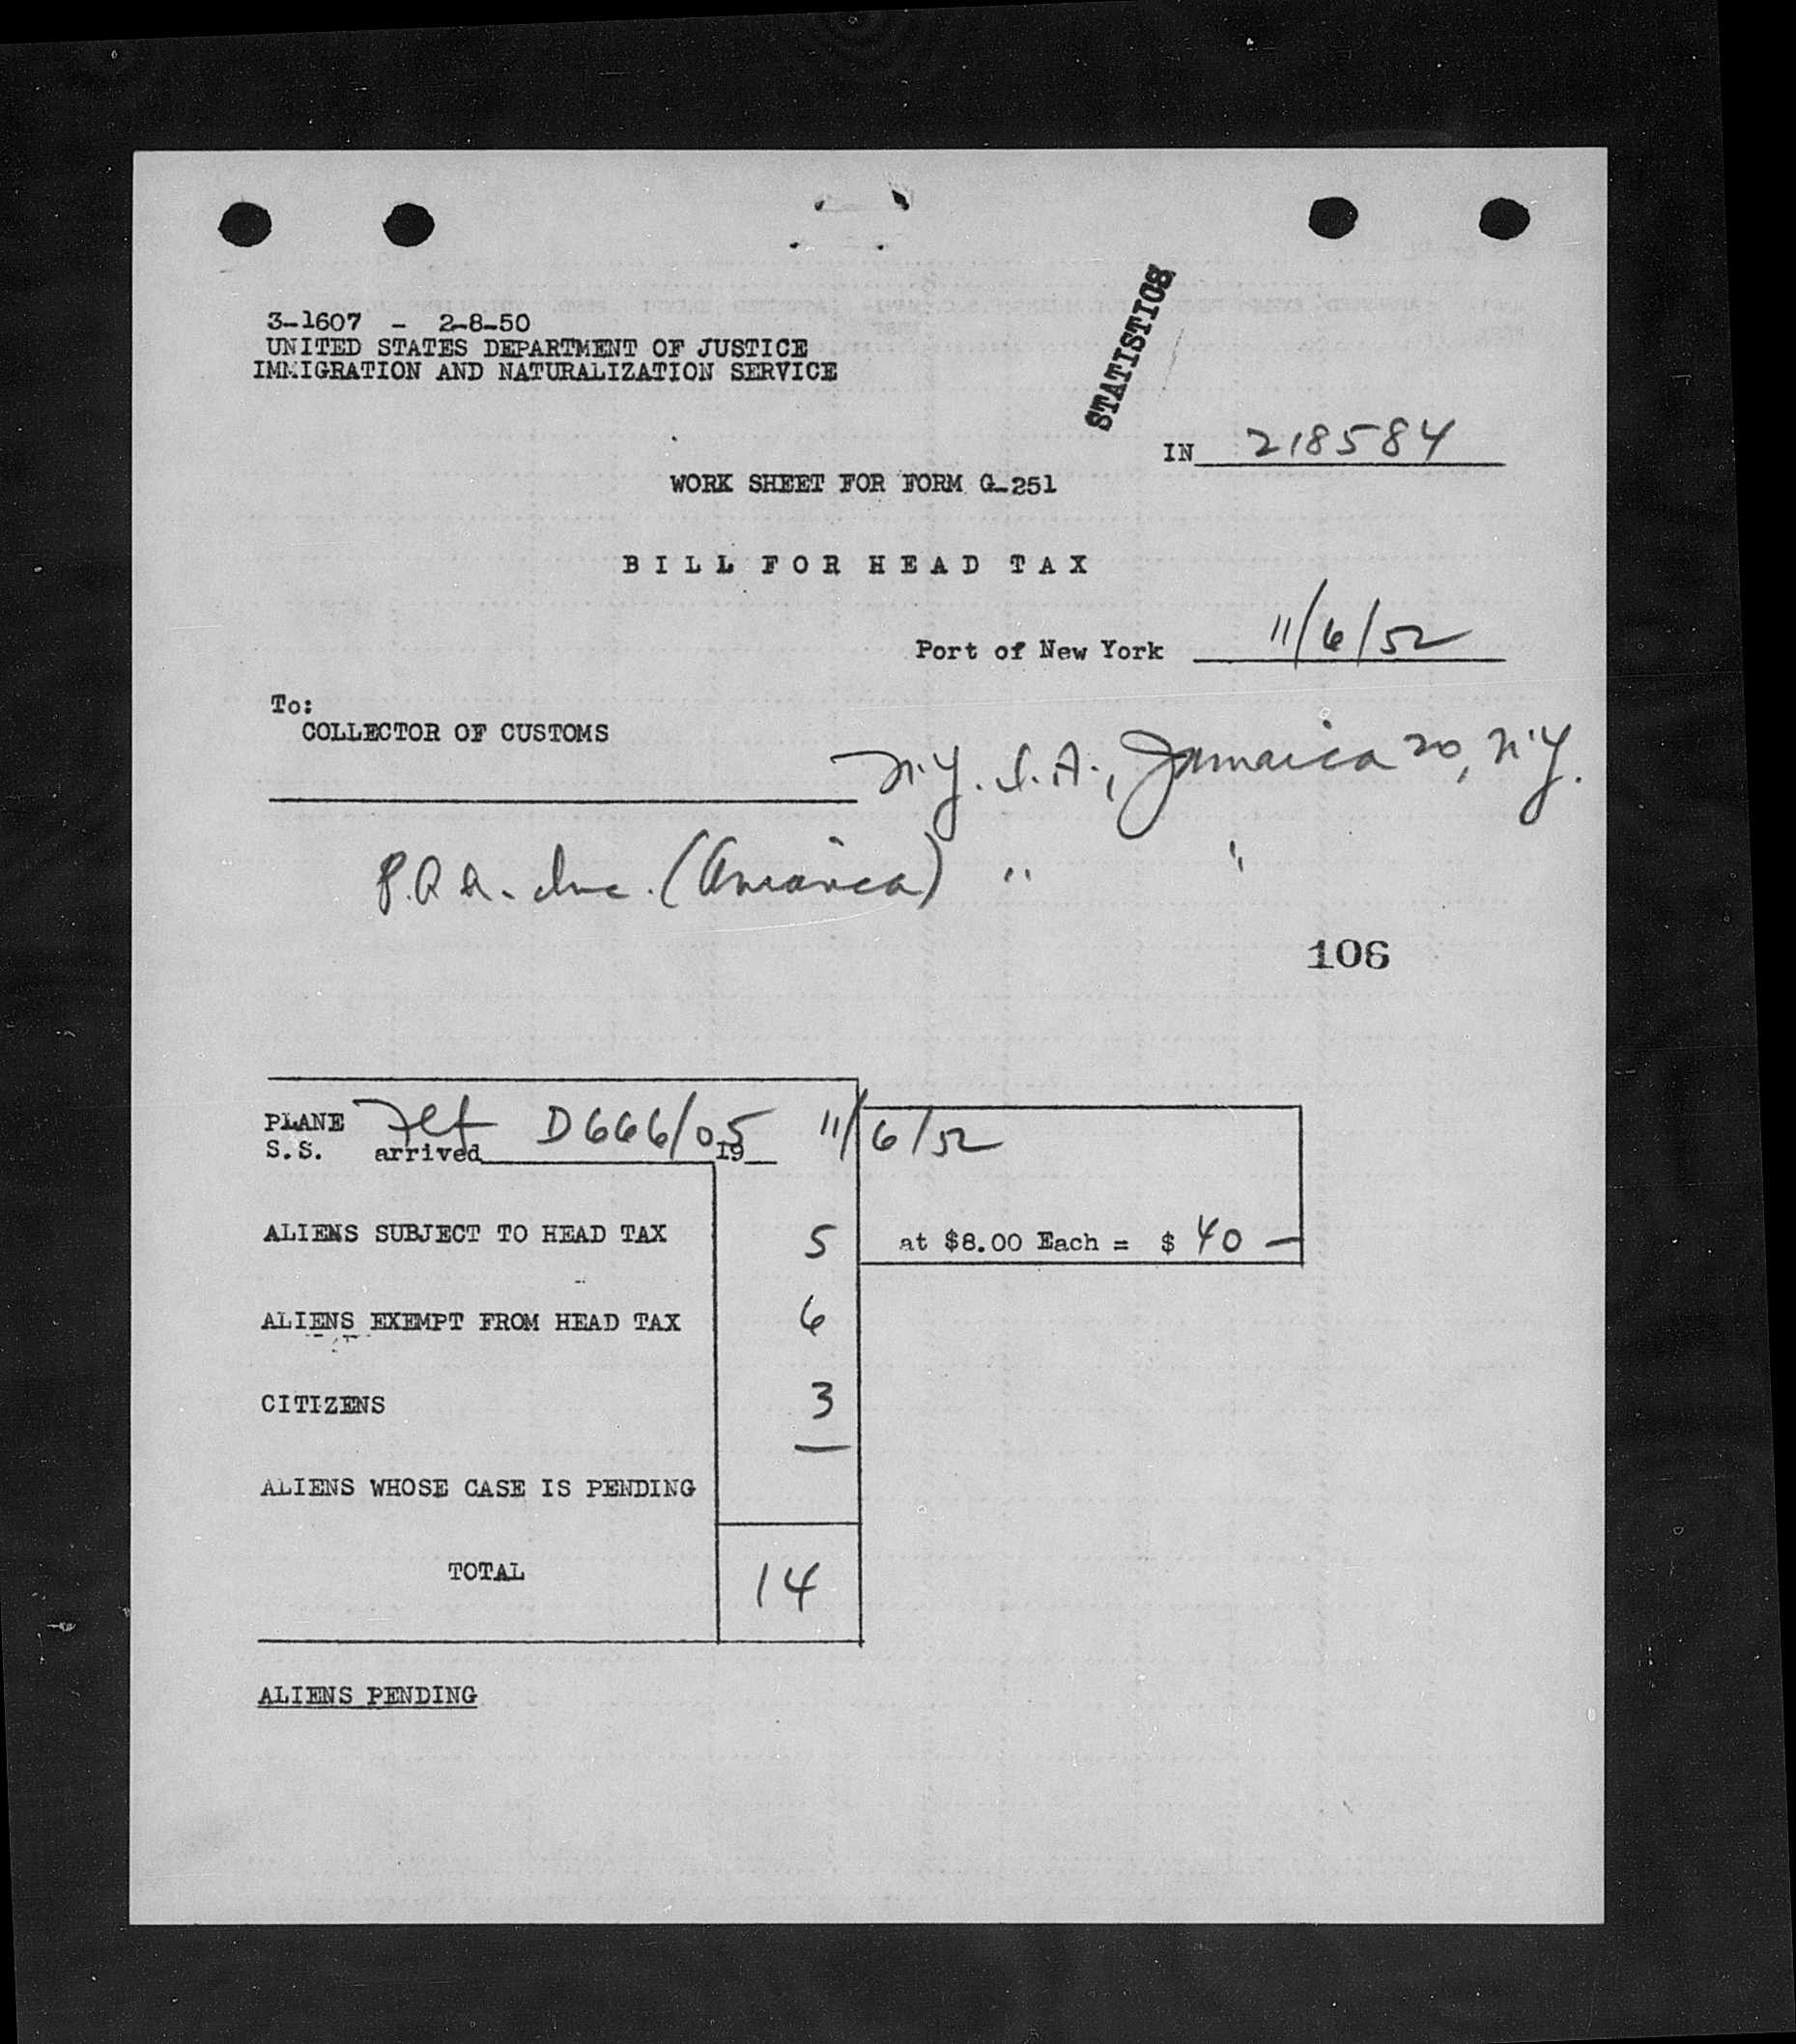 3-1607 - 2-8-50
UNITED STATES DEPARTMENT OF JUSTICE
IMMIGRATION AND NATURALIZATION SERVICE
STATISTICS
IN 218584
WORK SHEET FOR FORM G-251
BILL FOR HEAD TAX
Port of New York 11/6/52
To:
COLLECTOR OF CUSTOMS
N.Y. I.A., Jamaica 20, N.Y.
P.A.A. Inc. (America) " "
106
PLANE Flt D666/05 11/6/52
S.S. arrived 19
ALIENS SUBJECT TO HEAD TAX 5 at $8.00 Each = $ 40 —
ALIENS EXEMPT FROM HEAD TAX 6
CITIZENS 3
ALIENS WHOSE CASE IS PENDING
TOTAL 14
ALIENS PENDING